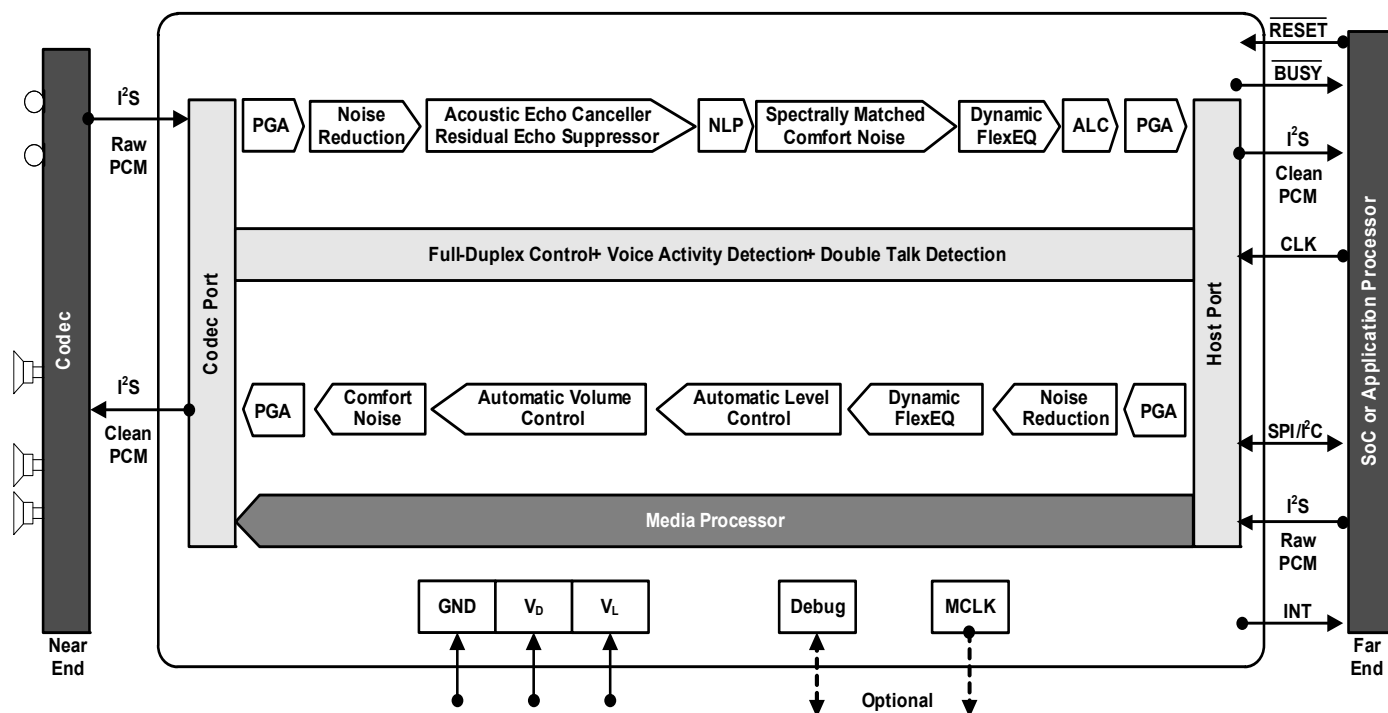 RESET
BUSY
I²S
Raw
PCM
PGA
Noise
Reduction
Acoustic Echo Canceller
Residual Echo Suppressor
NLP
Spectrally Matched
Comfort Noise
Dynamic
FlexEQ
ALC
PGA
I²S
Clean
PCM
Full-Duplex Control+ Voice Activity Detection+ Double Talk Detection
CLK
Codec
Codec Port
Host Port
SoC or Application Processor
I²S
Clean
PCM
PGA
Comfort
Noise
Automatic Volume
Control
Automatic Level
Control
Dynamic
FlexEQ
Noise
Reduction
PGA
SPI/I²C
Media Processor
I²S
Raw
PCM
GND
V_D
V_L
Debug
MCLK
INT
Near
End
Far
End
Optional